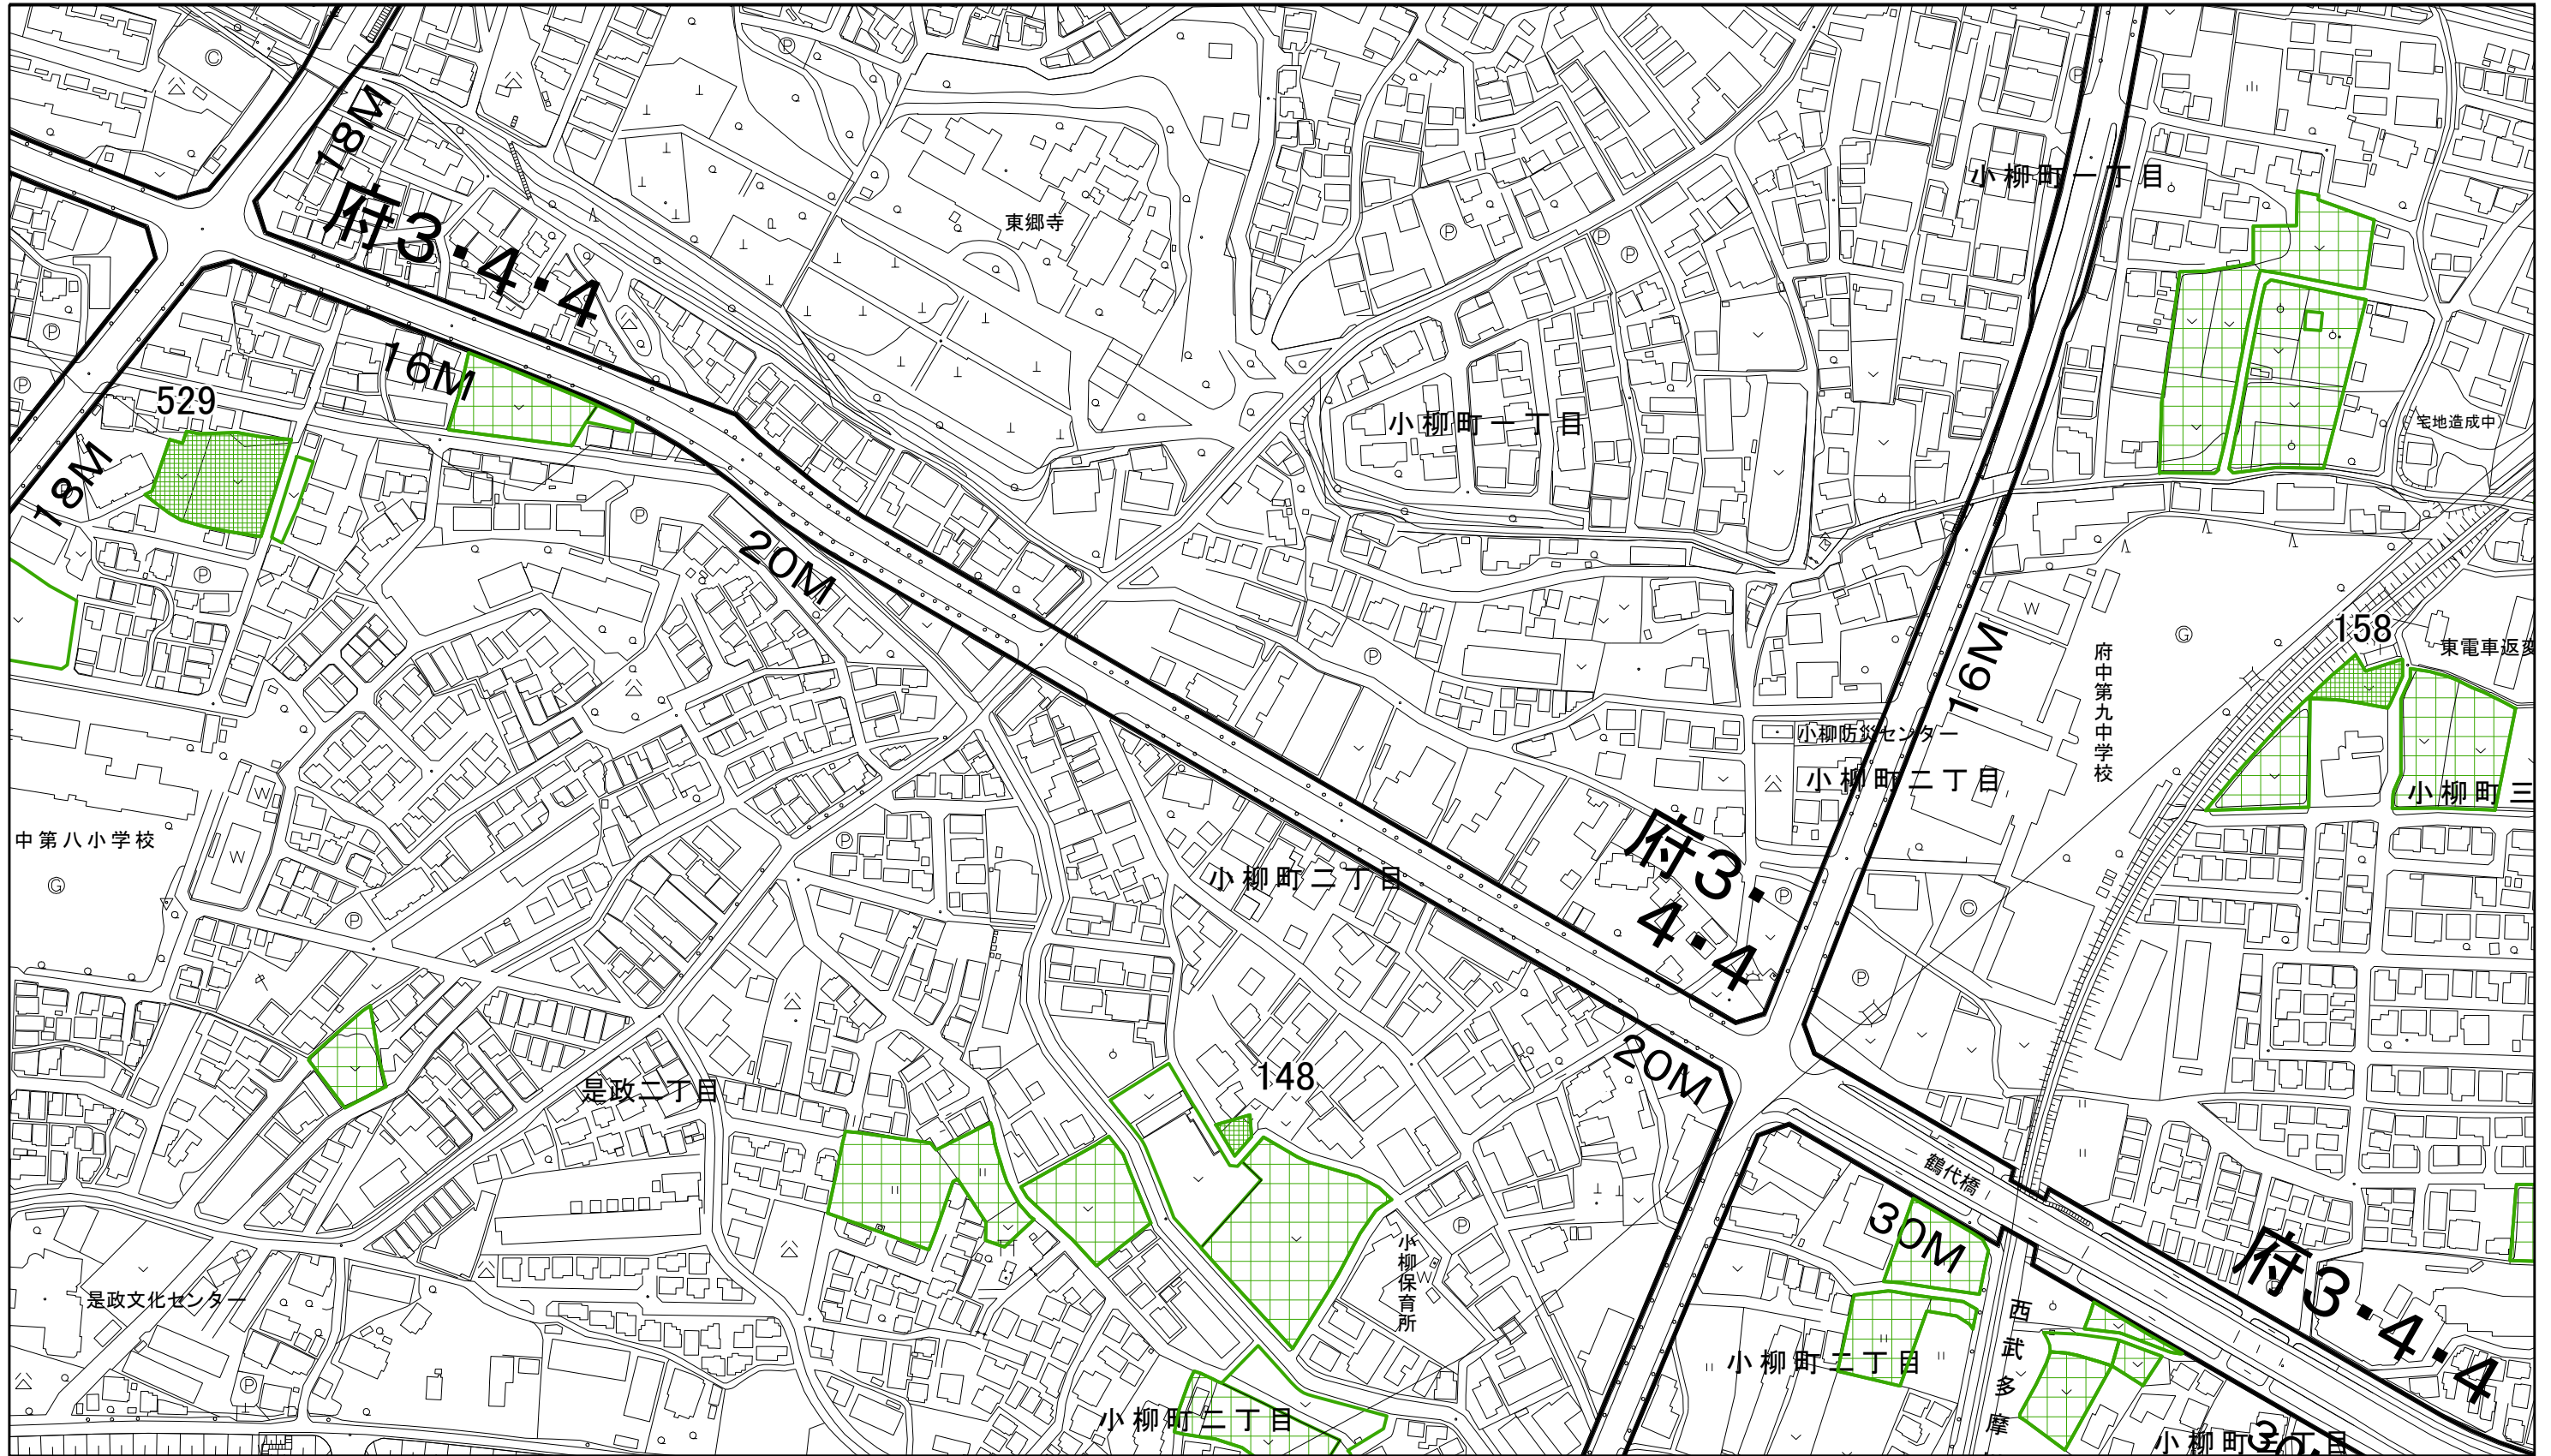 18M
府3・4・4
東郷寺
小柳町一丁目
16M
529
小柳町一丁目
(宅地造成中)
18M
20M
16M
158
東電車返変
府中第九中学校
小柳防災センター
小柳町二丁目
小柳町三
中第八小学校
府3・
4・4
小柳町二丁目
148
20M
是政二丁目
鶴代橋
30M
府3・4・4
小柳保育所
是政文化センター
西武多摩
小柳町二丁目
小柳町二丁目